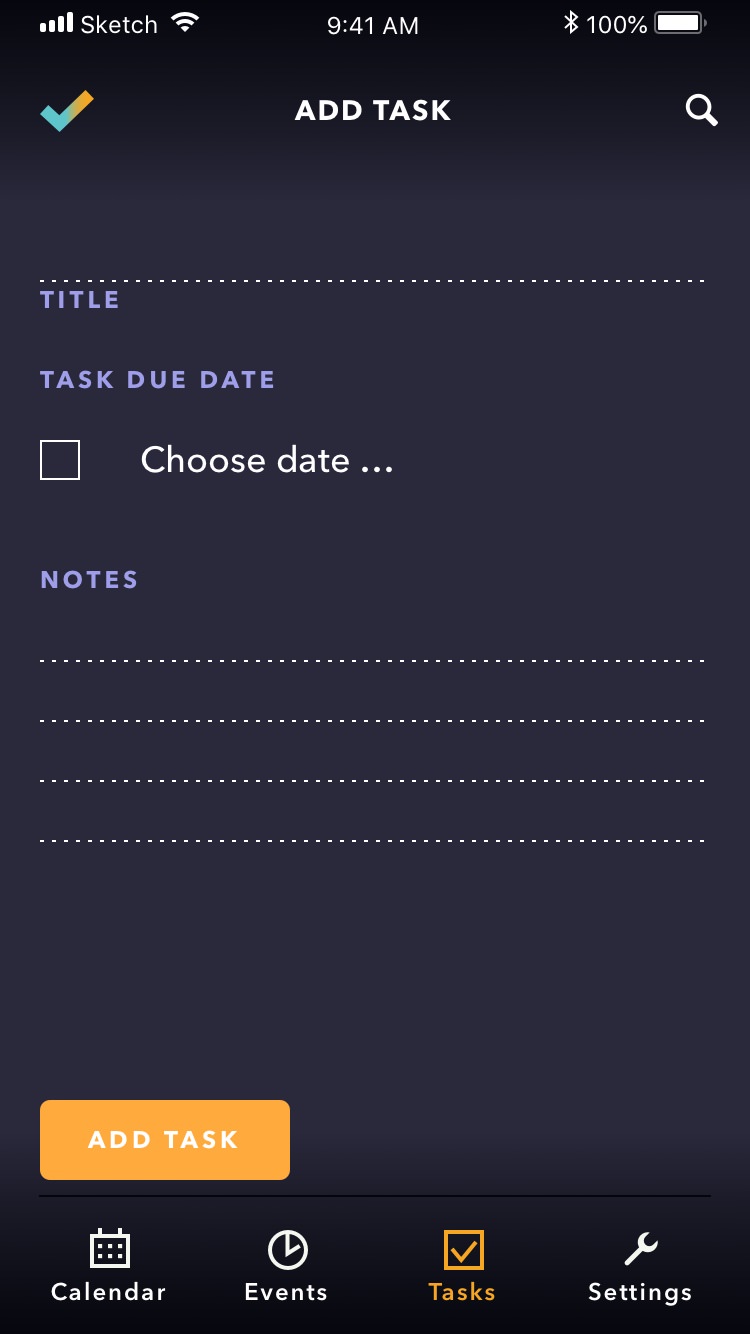 Sketch 9:41 AM 100%
ADD TASK
TITLE
TASK DUE DATE
Choose date ...
NOTES
ADD TASK
Calendar Events Tasks Settings